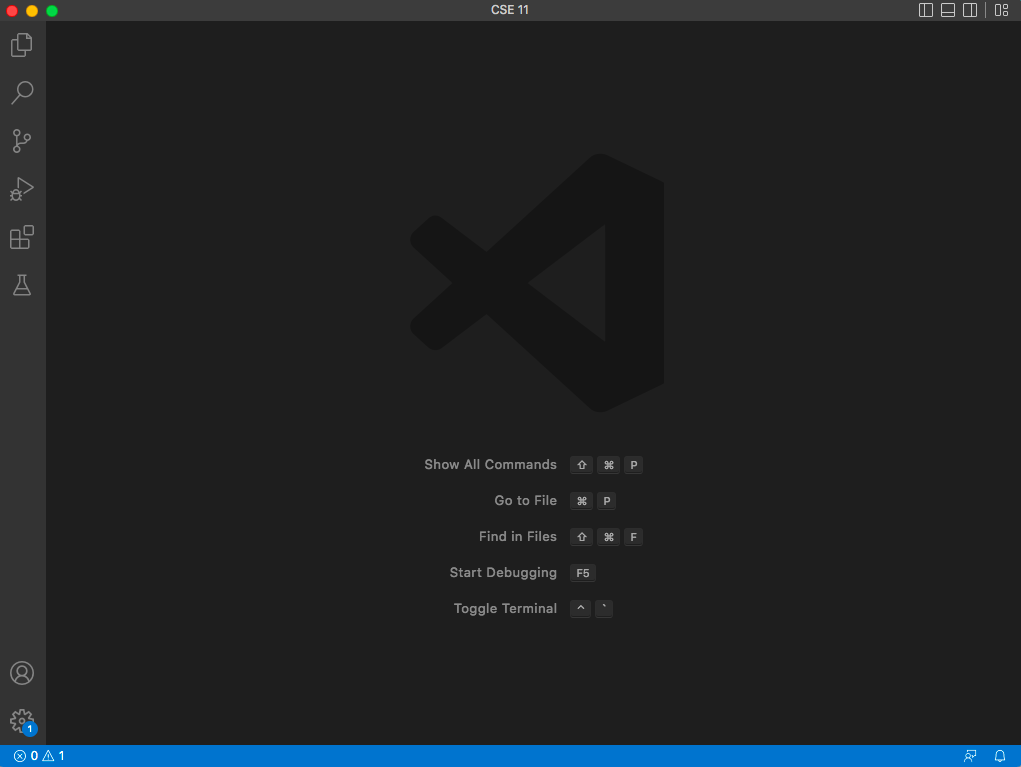 CSE 11
Show All Commands ⇧ ⌘ P
Go to File ⌘ P
Find in Files ⇧ ⌘ F
Start Debugging F5
Toggle Terminal ^ `
1
0 1